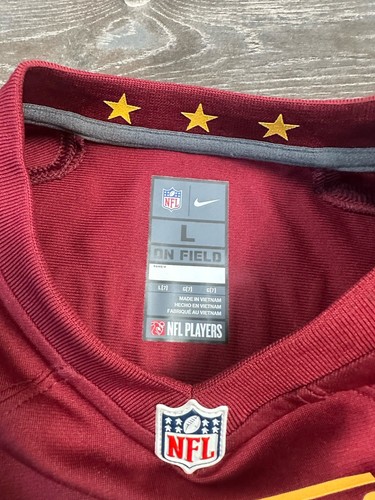 NFL
L
ON FIELD
MADE IN VIETNAM
HECHO EN VIETNAM
FABRIQUÉ AU VIETNAM
NFL PLAYERS
NFL